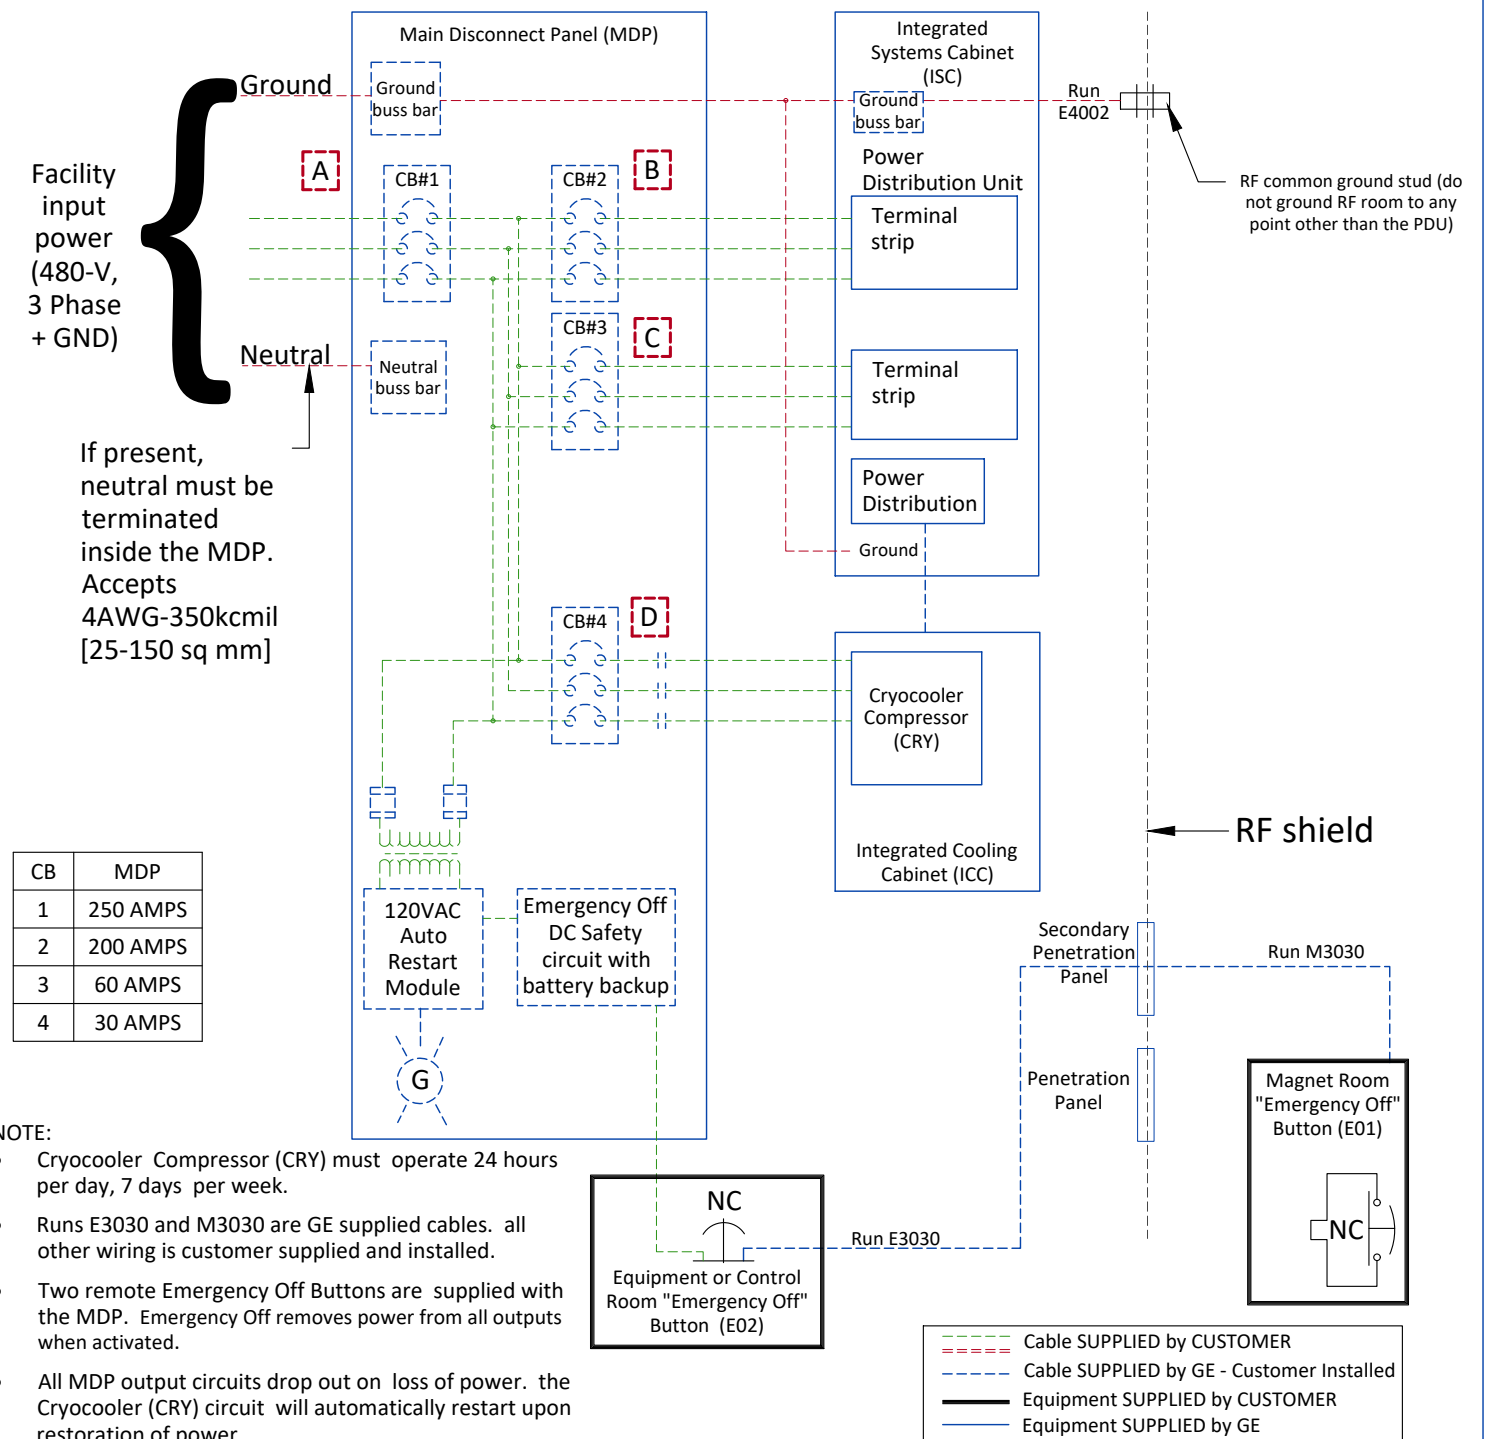 Main Disconnect Panel (MDP)
Integrated
Systems Cabinet
(ISC)
Ground
Ground
buss bar
Ground
buss bar
Run
E4002
RF common ground stud (do
not ground RF room to any
point other than the PDU)
Facility
input
power
(480-V,
3 Phase
+ GND)
A
CB#1
CB#2
B
Power
Distribution Unit
Terminal
strip
CB#3
C
Neutral
Neutral
buss bar
Terminal
strip
If present,
neutral must be
terminated
inside the MDP.
Accepts
4AWG-350kcmil
[25-150 sq mm]
Power
Distribution
Ground
CB#4
D
Cryocooler
Compressor
(CRY)
Integrated Cooling
Cabinet (ICC)
RF shield
CB MDP
1 250 AMPS
2 200 AMPS
3 60 AMPS
4 30 AMPS
120VAC
Auto
Restart
Module
Emergency Off
DC Safety
circuit with
battery backup
G
Secondary
Penetration
Panel
Run M3030
Penetration
Panel
Magnet Room
"Emergency Off"
Button (E01)
NC
NC
Run E3030
Equipment or Control
Room "Emergency Off"
Button (E02)
NOTE:
• Cryocooler Compressor (CRY) must operate 24 hours
per day, 7 days per week.
• Runs E3030 and M3030 are GE supplied cables. all
other wiring is customer supplied and installed.
• Two remote Emergency Off Buttons are supplied with
the MDP. Emergency Off removes power from all outputs
when activated.
• All MDP output circuits drop out on loss of power. the
Cryocooler (CRY) circuit will automatically restart upon
restoration of power
Cable SUPPLIED by CUSTOMER
Cable SUPPLIED by GE - Customer Installed
Equipment SUPPLIED by CUSTOMER
Equipment SUPPLIED by GE